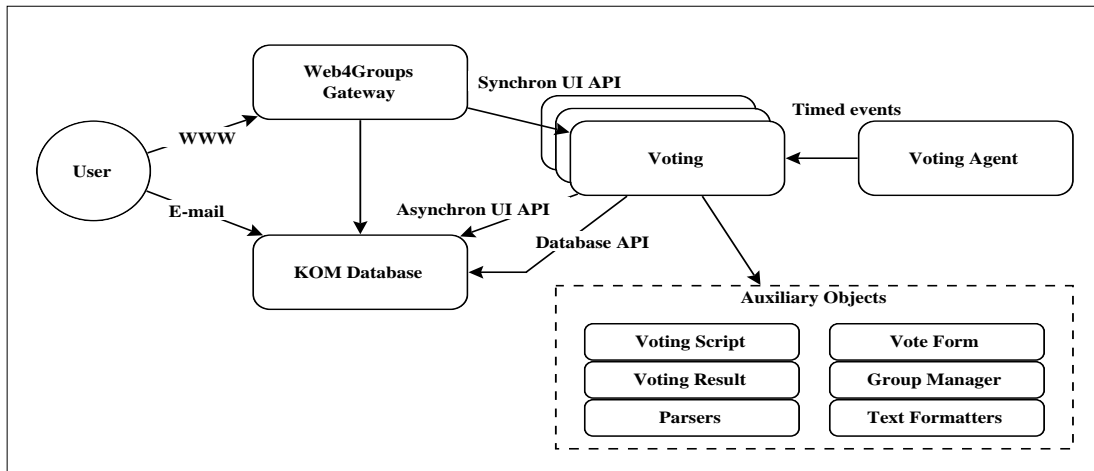 Web4Groups
Gateway
Synchron UI API
Timed events
WWW
User
Voting
Voting Agent
E-mail
Asynchron UI API
Database API
KOM Database
Auxiliary Objects
Voting Script
Vote Form
Voting Result
Group Manager
Parsers
Text Formatters